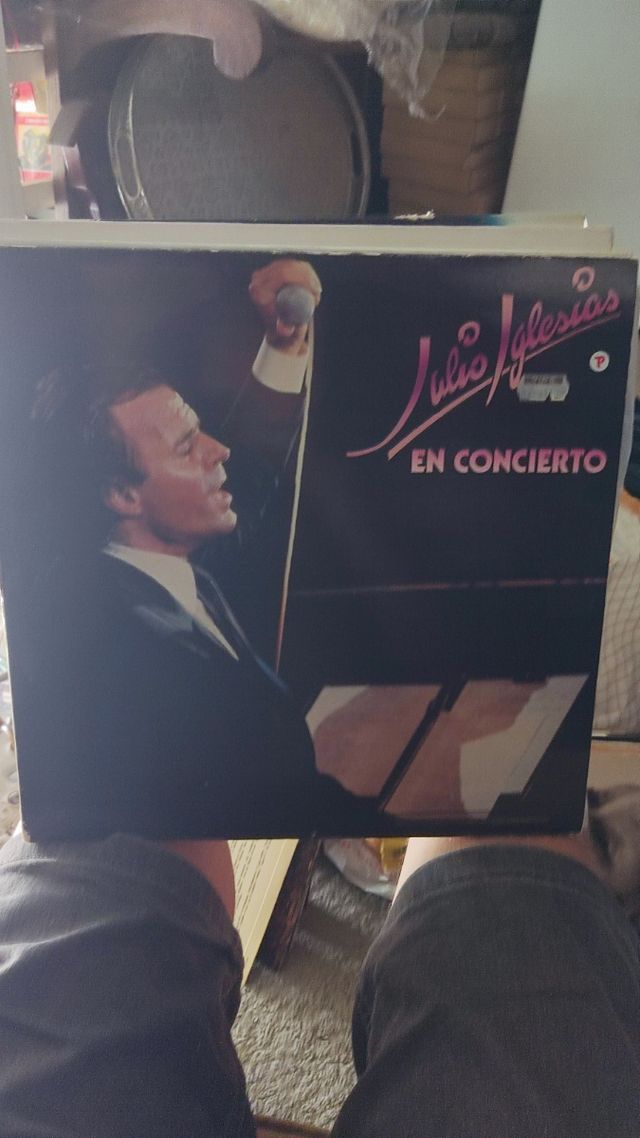 Julio Iglesias
EN CONCIERTO